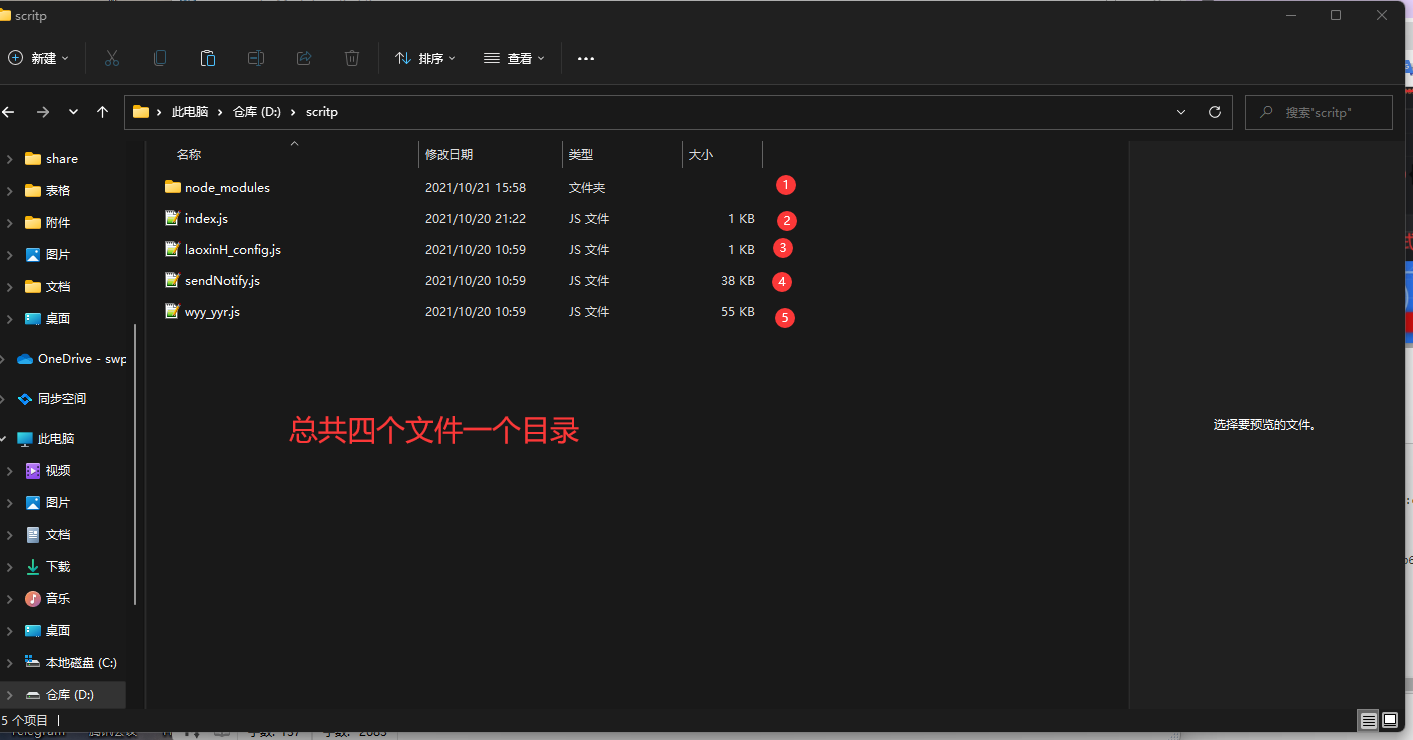 scritp
新建
排序
查看
此电脑 仓库 (D:) scritp
搜索"scritp"
名称 修改日期 类型 大小
node_modules 2021/10/21 15:58 文件夹 1
index.js 2021/10/20 21:22 JS 文件 1 KB 2
laoxinH_config.js 2021/10/20 10:59 JS 文件 1 KB 3
sendNotify.js 2021/10/20 10:59 JS 文件 38 KB 4
wyy_yyr.js 2021/10/20 10:59 JS 文件 55 KB 5
总共四个文件一个目录
share
表格
附件
图片
文档
桌面
OneDrive - swp
同步空间
此电脑
视频
图片
文档
下载
音乐
桌面
本地磁盘 (C:)
仓库 (D:)
选择要预览的文件。
5 个项目